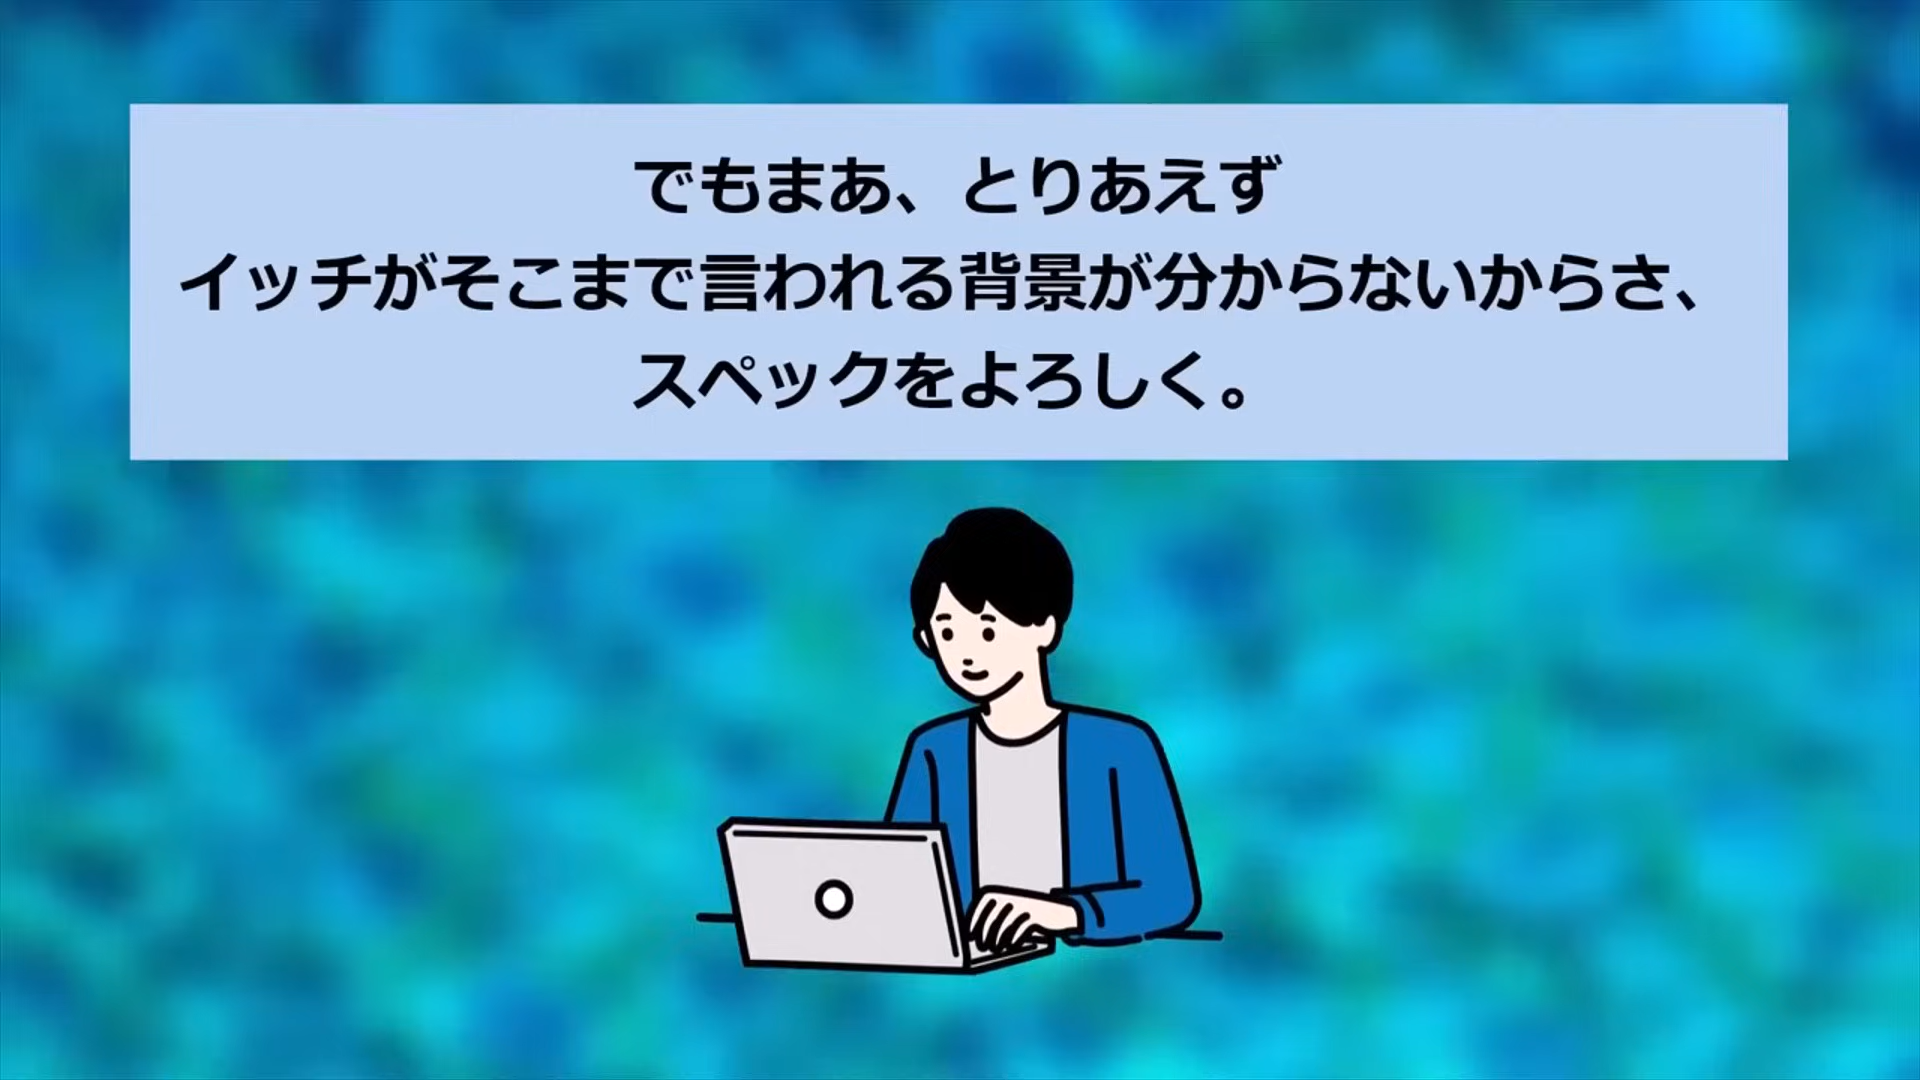 でもまあ、とりあえず
イッチがそこまで言われる背景が分からないからさ、
スペックをよろしく。